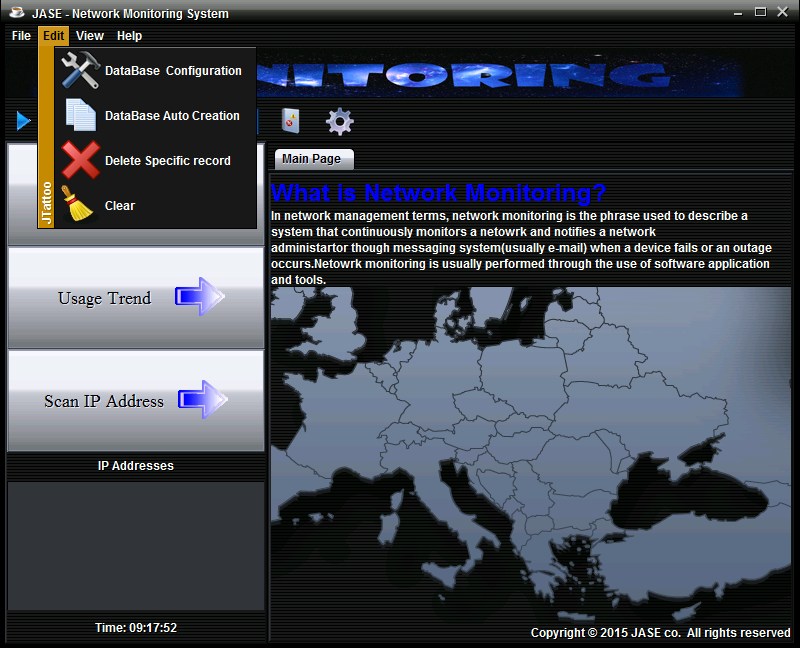 JASE - Network Monitoring System
File Edit View Help
DataBase Configuration
DataBase Auto Creation
Delete Specific record
Clear
JTattoo
NITORING
Main Page
What is Network Monitoring?
In network management terms, network monitoring is the phrase used to describe a
system that continuously monitors a netowrk and notifies a network
administartor though messaging system(usually e-mail) when a device fails or an outage
occurs.Netowrk monitoring is usually performed through the use of software application
and tools.
Usage Trend
Scan IP Address
IP Addresses
Time: 09:17:52
Copyright © 2015 JASE co. All rights reserved